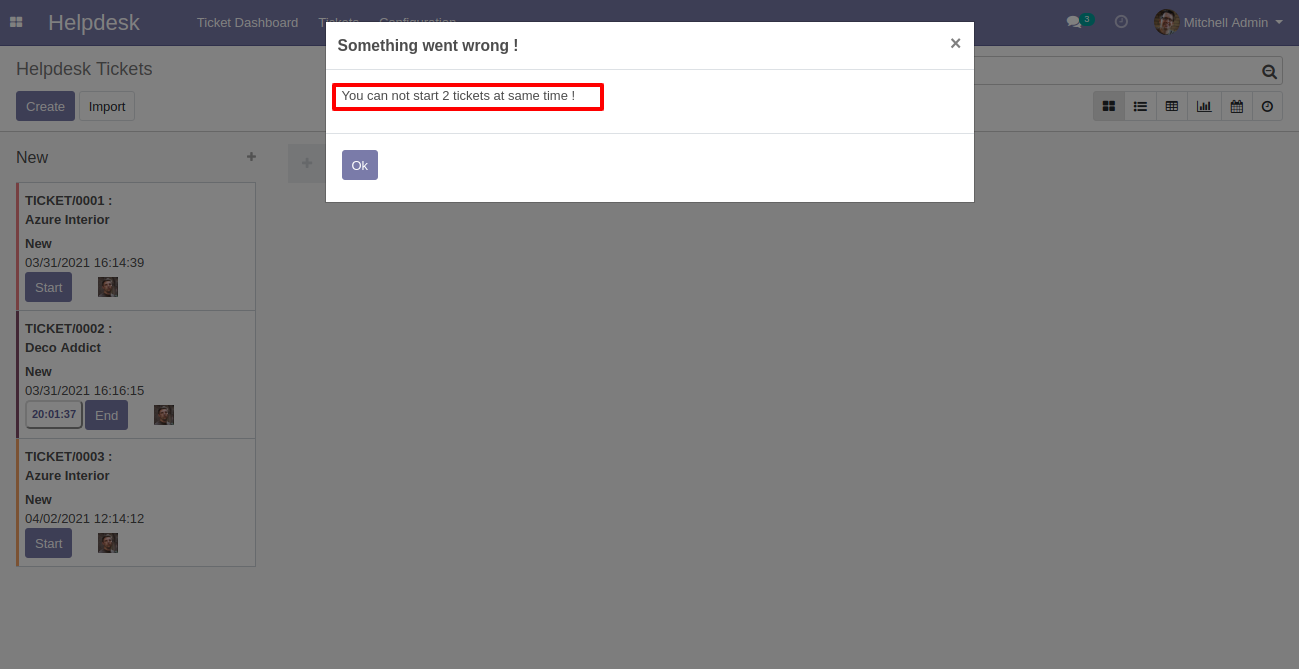 Helpdesk
Ticket Dashboard
Tickets
Configuration
3
Mitchell Admin
Something went wrong !
×
You can not start 2 tickets at same time !
Ok
Helpdesk Tickets
Create
Import
New
TICKET/0001 :
Azure Interior
New
03/31/2021 16:14:39
Start
TICKET/0002 :
Deco Addict
New
03/31/2021 16:16:15
20:01:37 End
TICKET/0003 :
Azure Interior
New
04/02/2021 12:14:12
Start